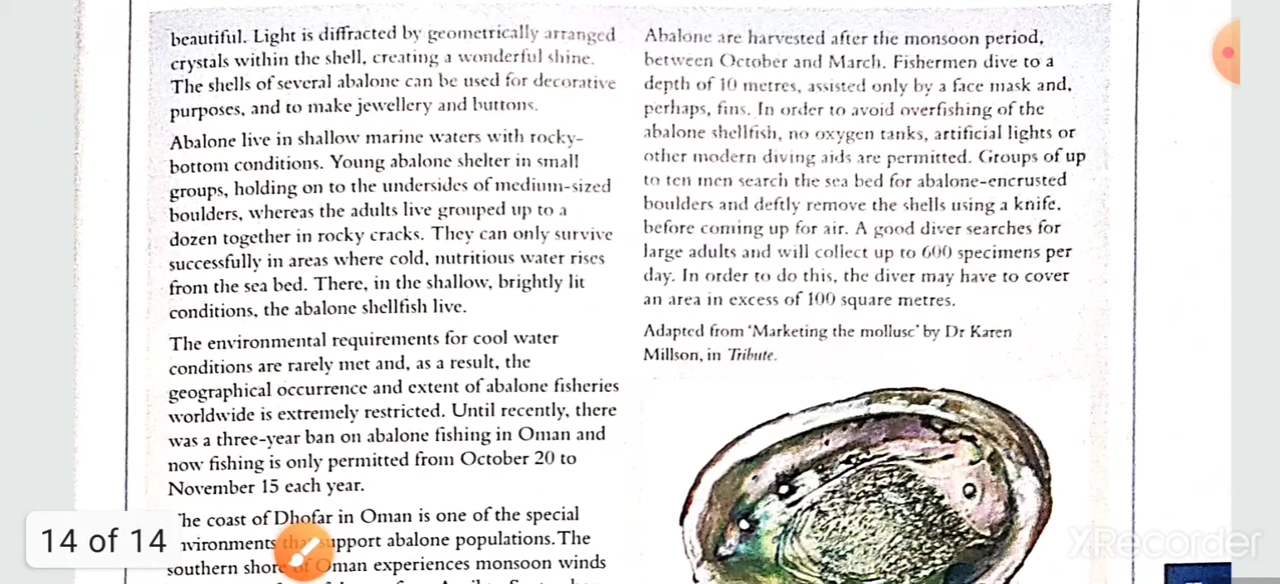 beautiful. Light is diffracted by geometrically arranged
crystals within the shell, creating a wonderful shine.
The shells of several abalone can be used for decorative
purposes, and to make jewellery and buttons.
Abalone live in shallow marine waters with rocky-
bottom conditions. Young abalone shelter in small
groups, holding on to the undersides of medium-sized
boulders, whereas the adults live grouped up to a
dozen together in rocky cracks. They can only survive
successfully in areas where cold, nutritious water rises
from the sea bed. There, in the shallow, brightly lit
conditions, the abalone shellfish live.
The environmental requirements for cool water
conditions are rarely met and, as a result, the
geographical occurrence and extent of abalone fisheries
worldwide is extremely restricted. Until recently, there
was a three-year ban on abalone fishing in Oman and
now fishing is only permitted from October 20 to
November 15 each year.
he coast of Dhofar in Oman is one of the special
nvironments that support abalone populations. The
southern shore of Oman experiences monsoon winds
Abalone are harvested after the monsoon period,
between October and March. Fishermen dive to a
depth of 10 metres, assisted only by a face mask and,
perhaps, fins. In order to avoid overfishing of the
abalone shellfish, no oxygen tanks, artificial lights or
other modern diving aids are permitted. Groups of up
to ten men search the sea bed for abalone-encrusted
boulders and deftly remove the shells using a knife,
before coming up for air. A good diver searches for
large adults and will collect up to 600 specimens per
day. In order to do this, the diver may have to cover
an area in excess of 100 square metres.
Adapted from 'Marketing the mollusc' by Dr Karen
Millson, in Tribute.
14 of 14
XRecorder